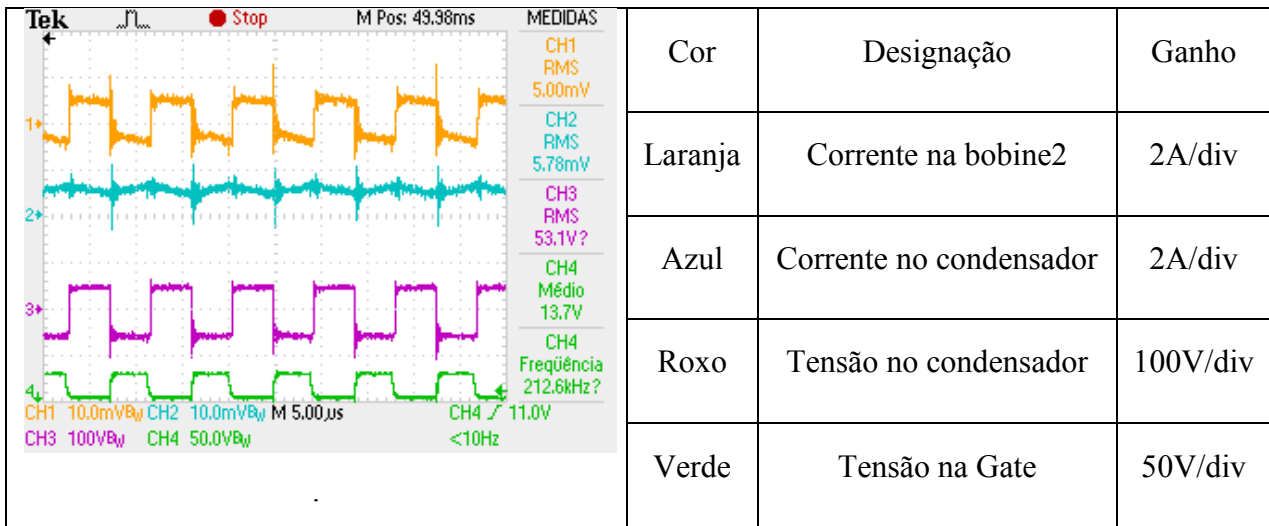 Tek Stop M Pos: 49.98ms MEDIDAS
CH1
RMS
5.00mV
CH2
RMS
5.78mV
CH3
RMS
53.1V?
CH4
Médio
13.7V
CH4
Freqüência
212.6kHz?
1
2
3
4
CH1 10.0mVBW CH2 10.0mVBW M 5.00µs CH4 11.0V
CH3 100VBW CH4 50.0VBW <10Hz
.
Cor Designação Ganho
Laranja Corrente na bobine2 2A/div
Azul Corrente no condensador 2A/div
Roxo Tensão no condensador 100V/div
Verde Tensão na Gate 50V/div